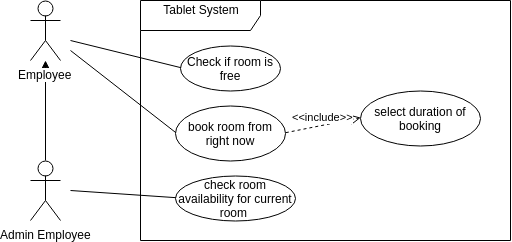 Tablet System
Employee
Check if room is
free
book room from
right now
<<include>>
select duration of
booking
check room
availability for current
room
Admin Employee